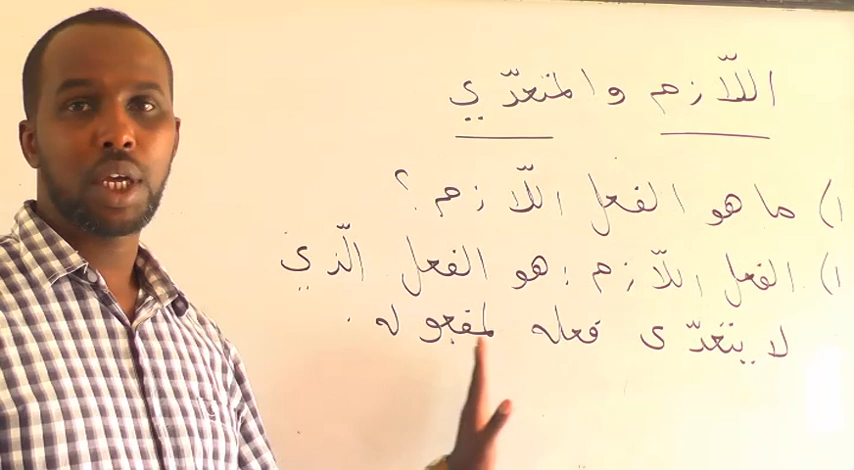 اللّازم والمتعدّي
١) ما هو الفعل اللّازم ؟
١) الفعل اللّازم : هو الفعل الّذي
لا يتعدّى فعله لمفعوله .